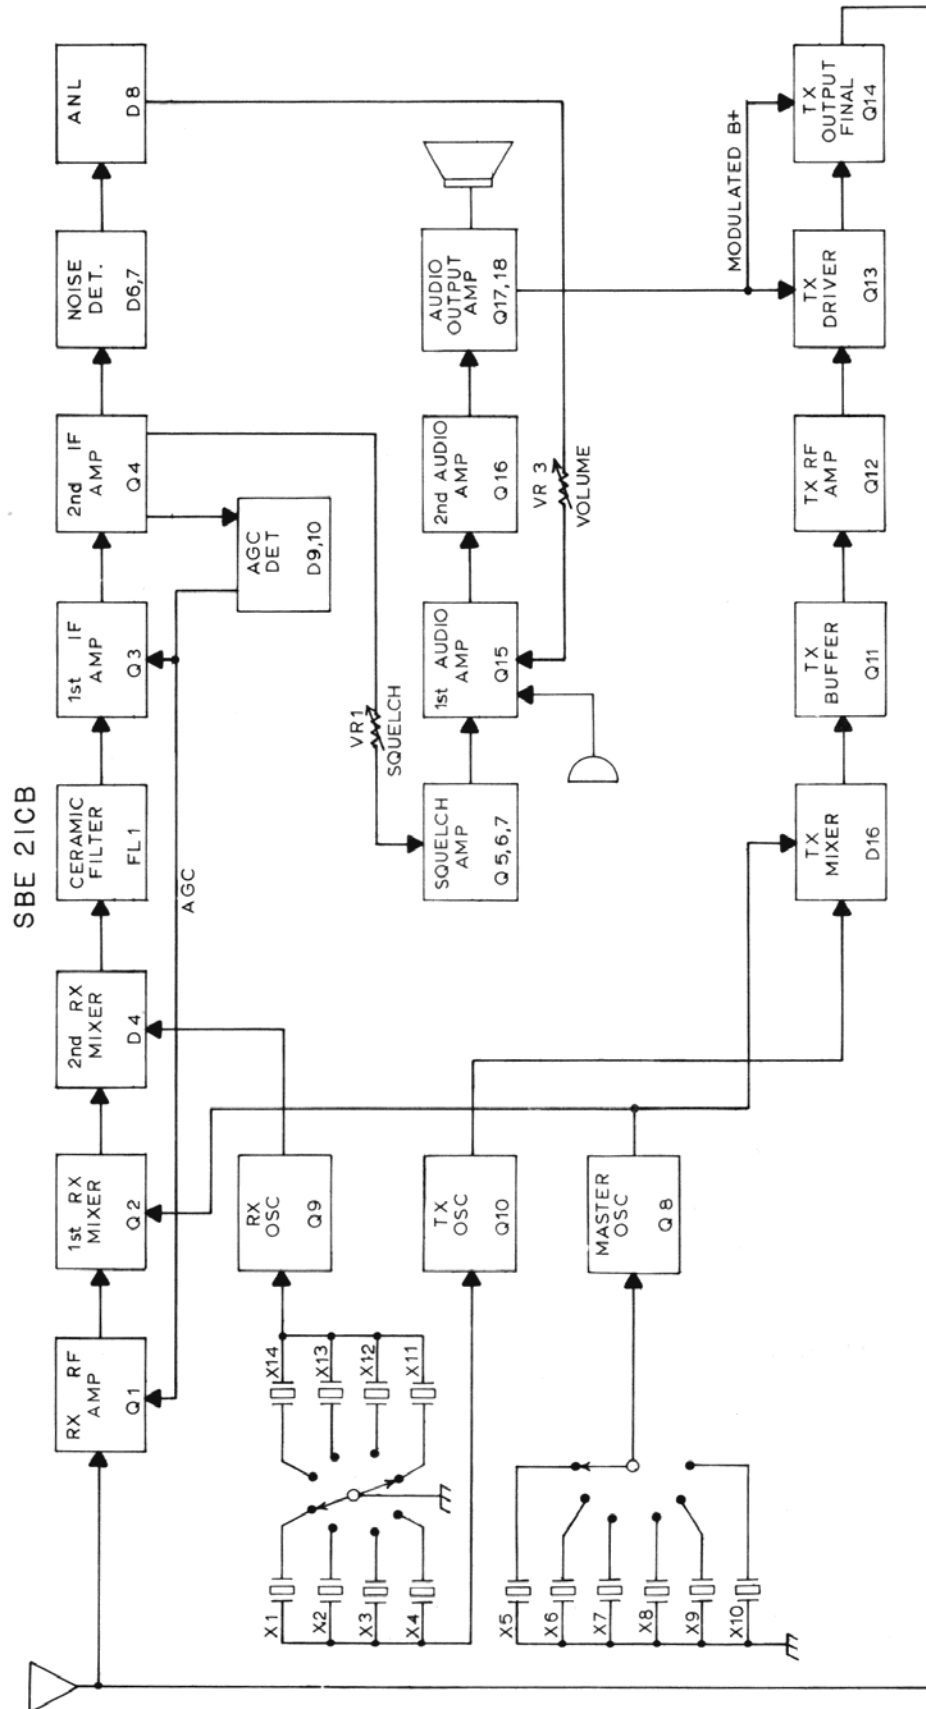 SBE 21CB
RX RF
AMP
Q1
1st RX
MIXER
Q2
2nd RX
MIXER
D4
CERAMIC
FILTER
FL1
1st IF
AMP
Q3
2nd IF
AMP
Q4
NOISE
DET.
D6,7
ANL
D8
AGC
AGC
DET
D9,10
VR1
SQUELCH
X14
X13
X12
X11
X1
X2
X3
X4
RX
OSC
Q9
TX
OSC
Q10
MASTER
OSC
Q8
X5
X6
X7
X8
X9
X10
SQUELCH
AMP
Q5,6,7
1st AUDIO
AMP
Q15
2nd AUDIO
AMP
Q16
AUDIO
OUTPUT
AMP
Q17,18
VR 3
VOLUME
MODULATED B+
TX
MIXER
D16
TX
BUFFER
Q11
TX RF
AMP
Q12
TX
DRIVER
Q13
TX
OUTPUT
FINAL
Q14